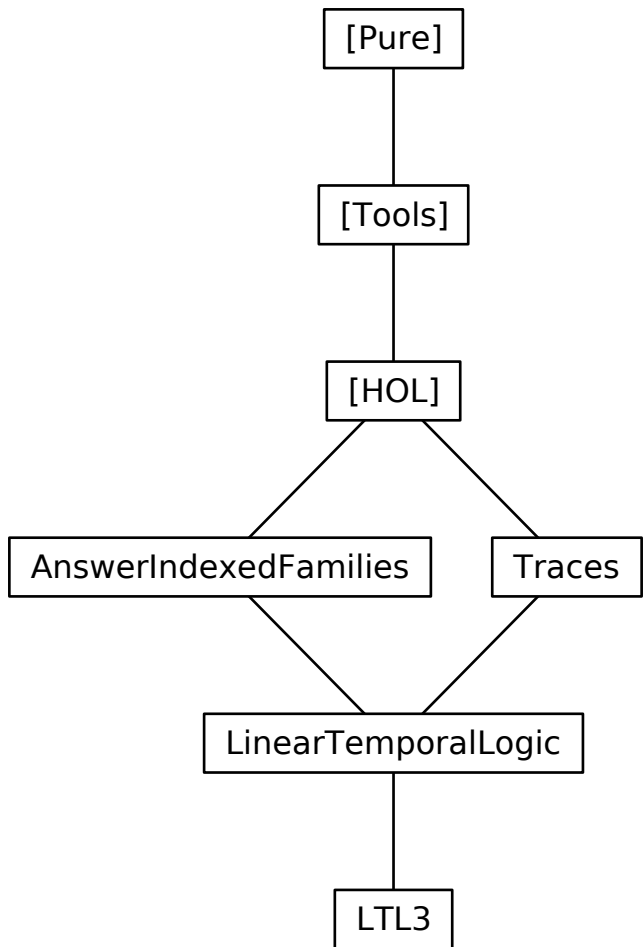 [Pure]
[Tools]
[HOL]
AnswerIndexedFamilies
Traces
LinearTemporalLogic
LTL3